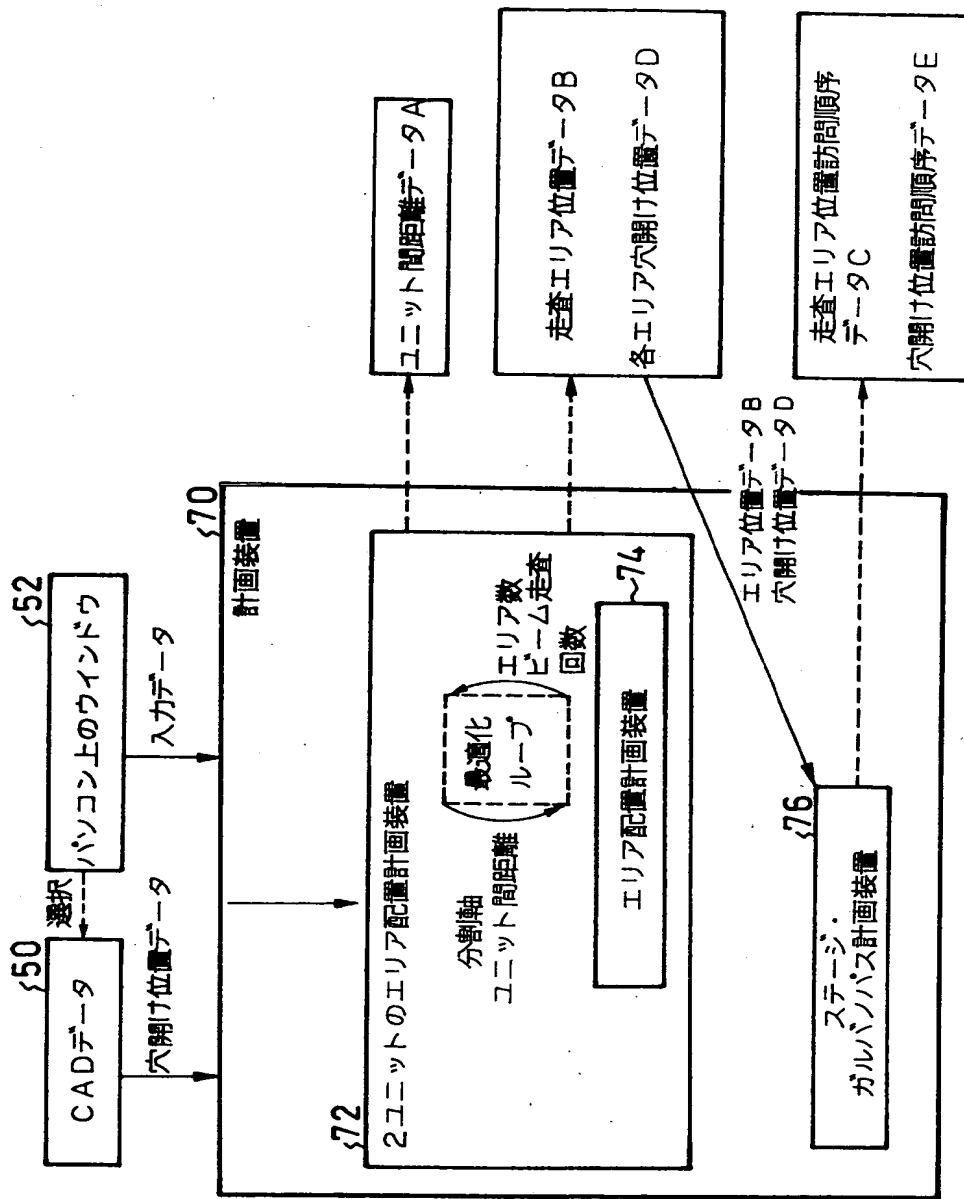 50
CADデータ
選択
52
パソコン上のウインドウ
穴開け位置データ
入力データ
70
計画装置
72
2ユニットのエリア配置計画装置
分割軸
ユニット間距離
最適化
ループ
エリア数
ビーム走査
回数
74
エリア配置計画装置
76
ステージ・
ガルバンパス計画装置
エリア位置データB
穴開け位置データD
ユニット間距離データA
走査エリア位置データB
各エリア穴開け位置データD
走査エリア位置訪問順序
データC
穴開け位置訪問順序データE